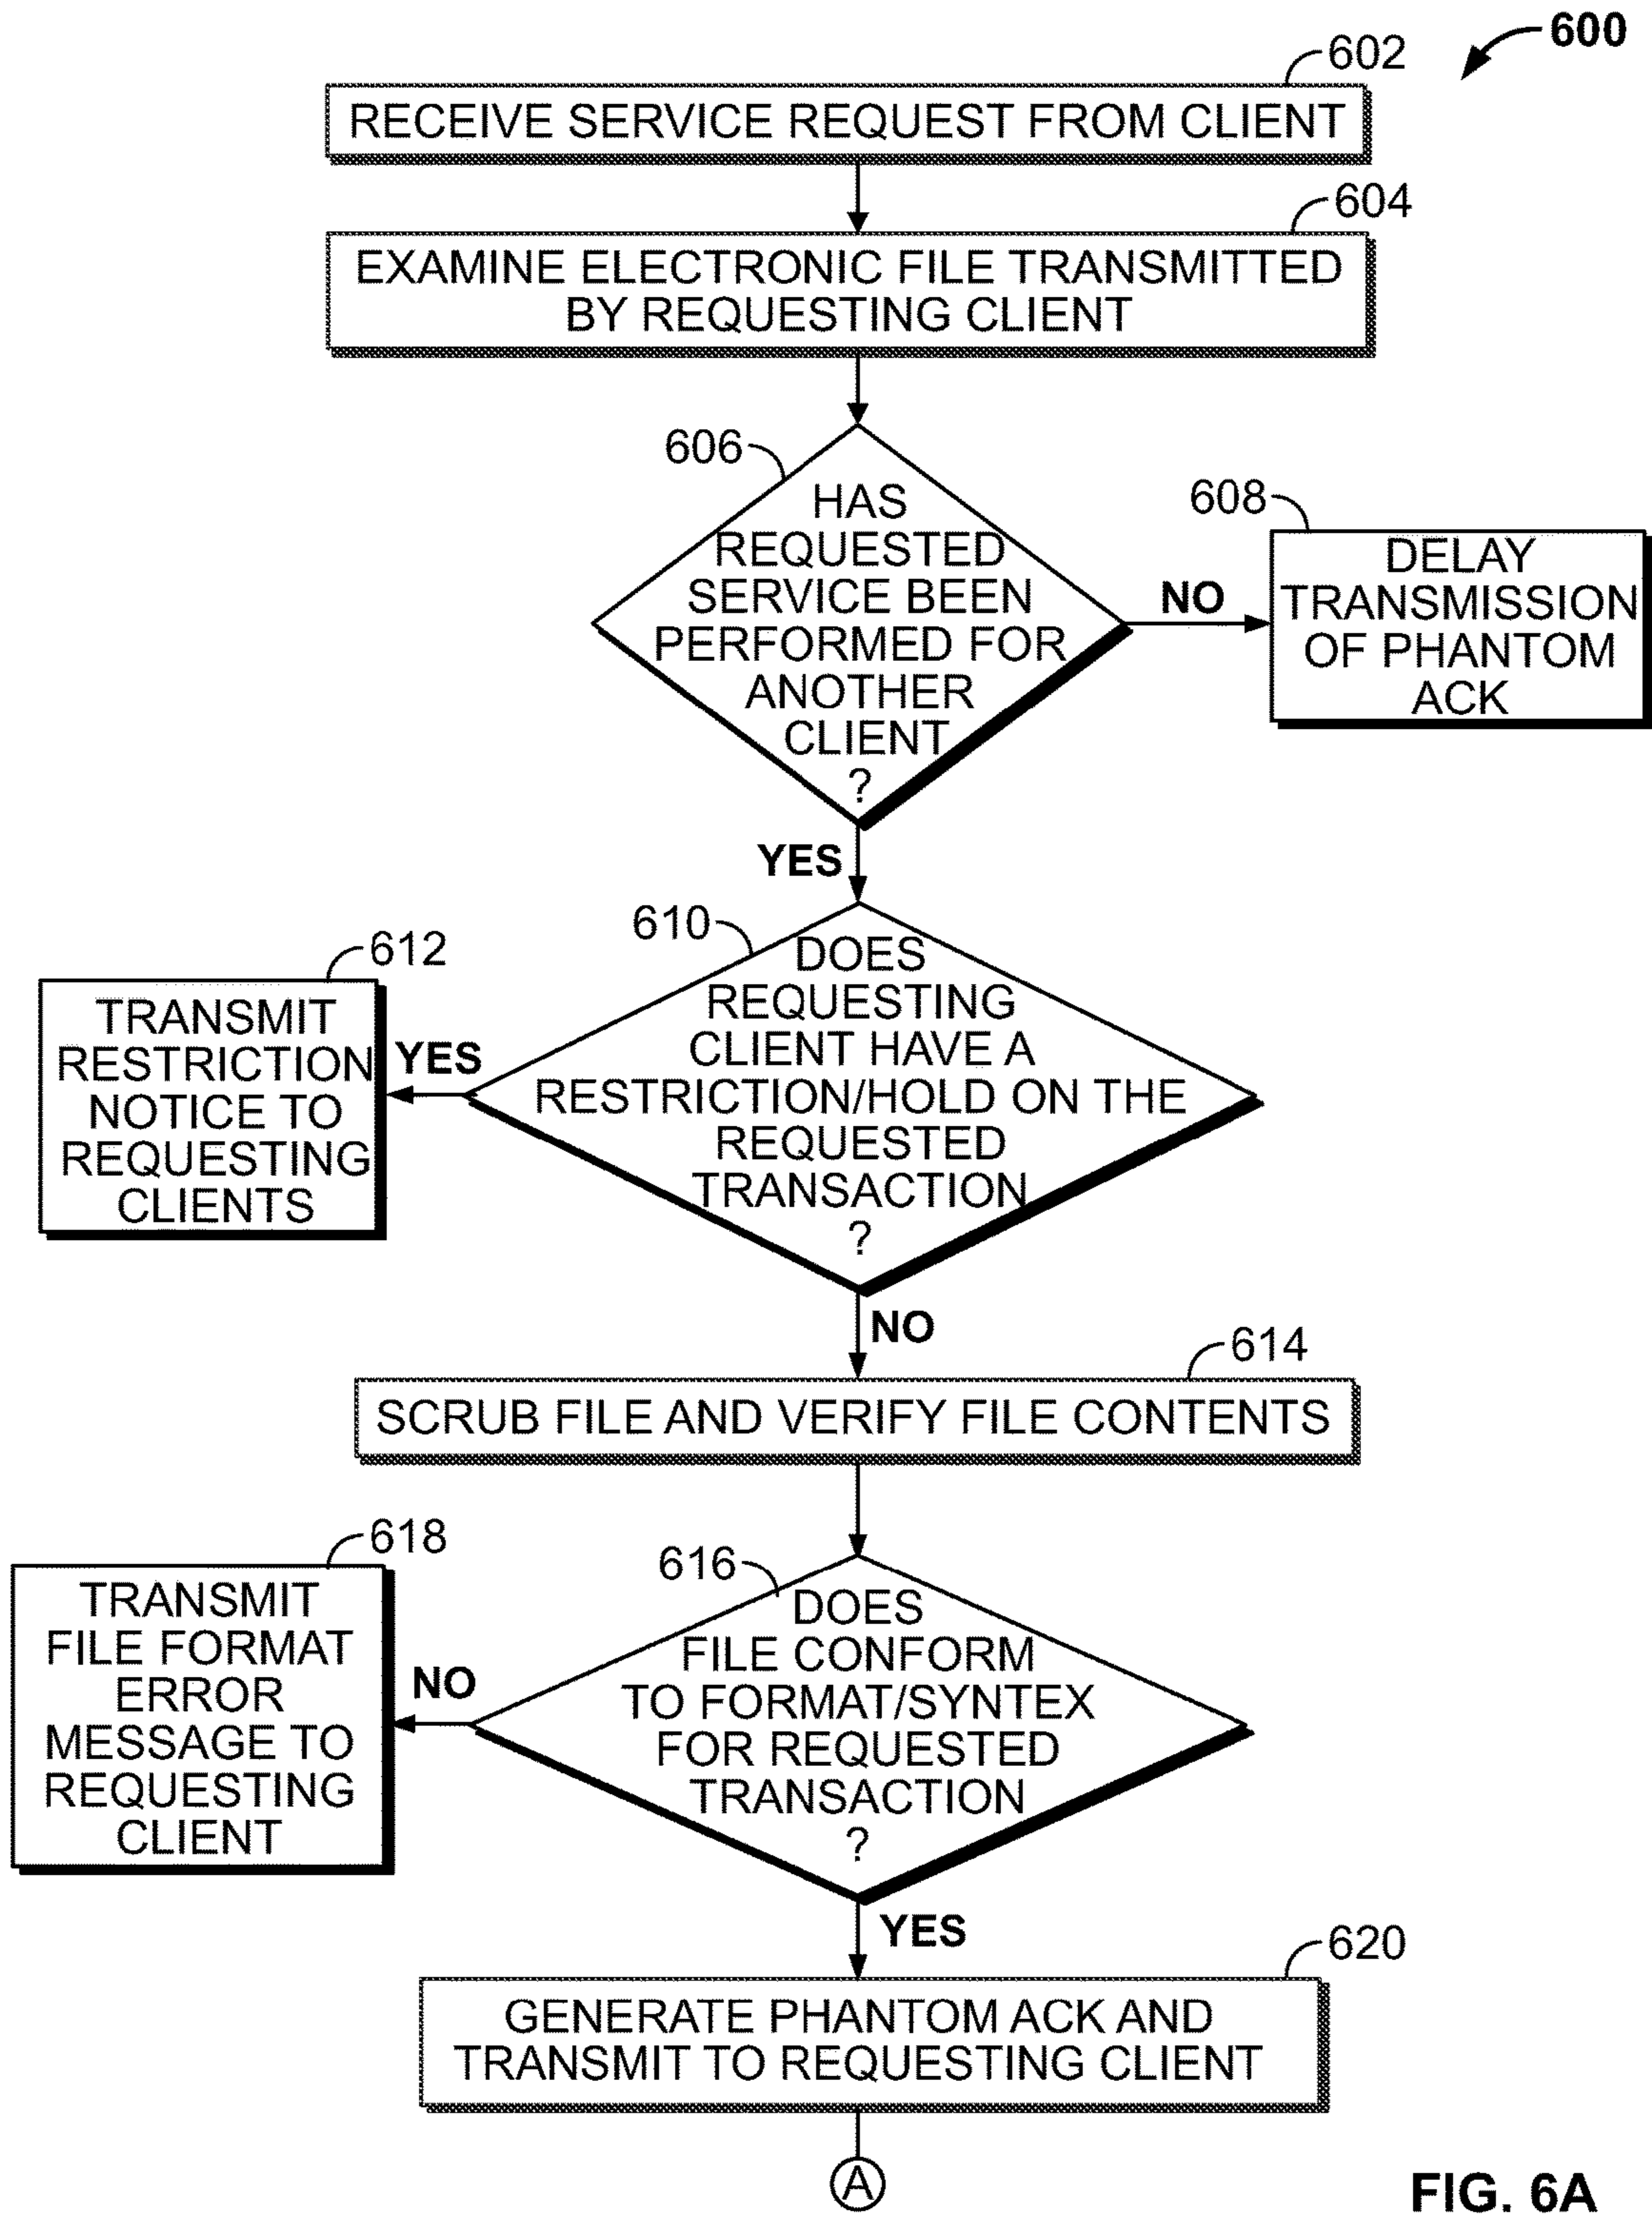 600
602
RECEIVE SERVICE REQUEST FROM CLIENT
604
EXAMINE ELECTRONIC FILE TRANSMITTED
BY REQUESTING CLIENT
606
HAS
REQUESTED
SERVICE BEEN
PERFORMED FOR
ANOTHER
CLIENT
?
NO
608
DELAY
TRANSMISSION
OF PHANTOM
ACK
YES
610
DOES
REQUESTING
CLIENT HAVE A
RESTRICTION/HOLD ON THE
REQUESTED
TRANSACTION
?
YES
612
TRANSMIT
RESTRICTION
NOTICE TO
REQUESTING
CLIENTS
NO
614
SCRUB FILE AND VERIFY FILE CONTENTS
616
DOES
FILE CONFORM
TO FORMAT/SYNTEX
FOR REQUESTED
TRANSACTION
?
NO
618
TRANSMIT
FILE FORMAT
ERROR
MESSAGE TO
REQUESTING
CLIENT
YES
620
GENERATE PHANTOM ACK AND
TRANSMIT TO REQUESTING CLIENT
A
FIG. 6A